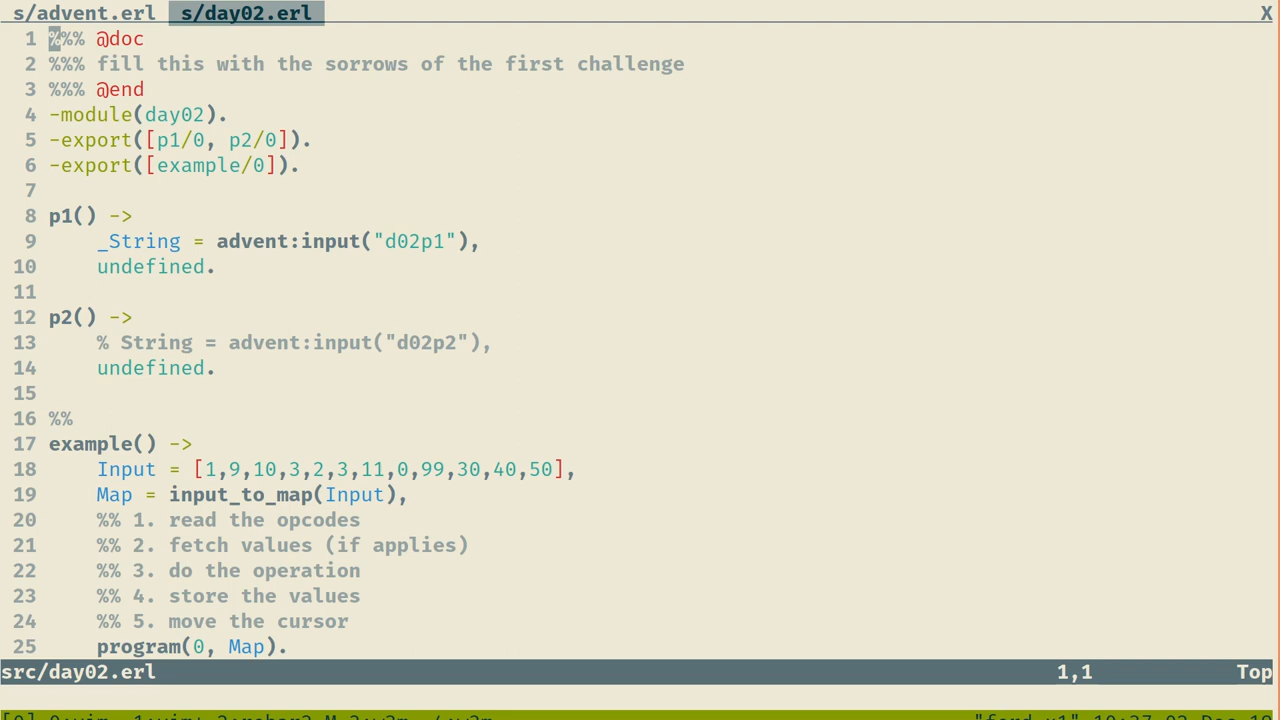 s/advent.erl s/day02.erl X
1 %%% @doc
2 %%% fill this with the sorrows of the first challenge
3 %%% @end
4 -module(day02).
5 -export([p1/0, p2/0]).
6 -export([example/0]).
7
8 p1() ->
9     _String = advent:input("d02p1"),
10     undefined.
11
12 p2() ->
13     % String = advent:input("d02p2"),
14     undefined.
15
16 %%
17 example() ->
18     Input = [1,9,10,3,2,3,11,0,99,30,40,50],
19     Map = input_to_map(Input),
20     %% 1. read the opcodes
21     %% 2. fetch values (if applies)
22     %% 3. do the operation
23     %% 4. store the values
24     %% 5. move the cursor
25     program(0, Map).
src/day02.erl 1,1 Top